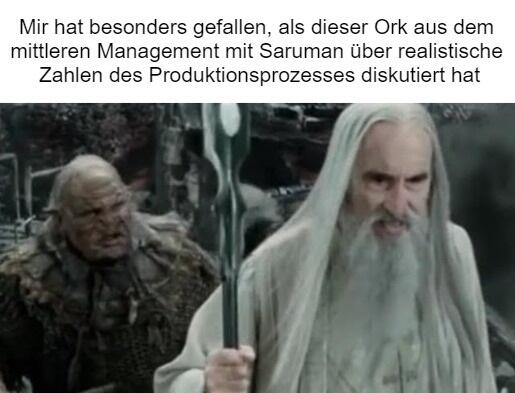 Mir hat besonders gefallen, als dieser Ork aus dem
mittleren Management mit Saruman über realistische
Zahlen des Produktionsprozesses diskutiert hat